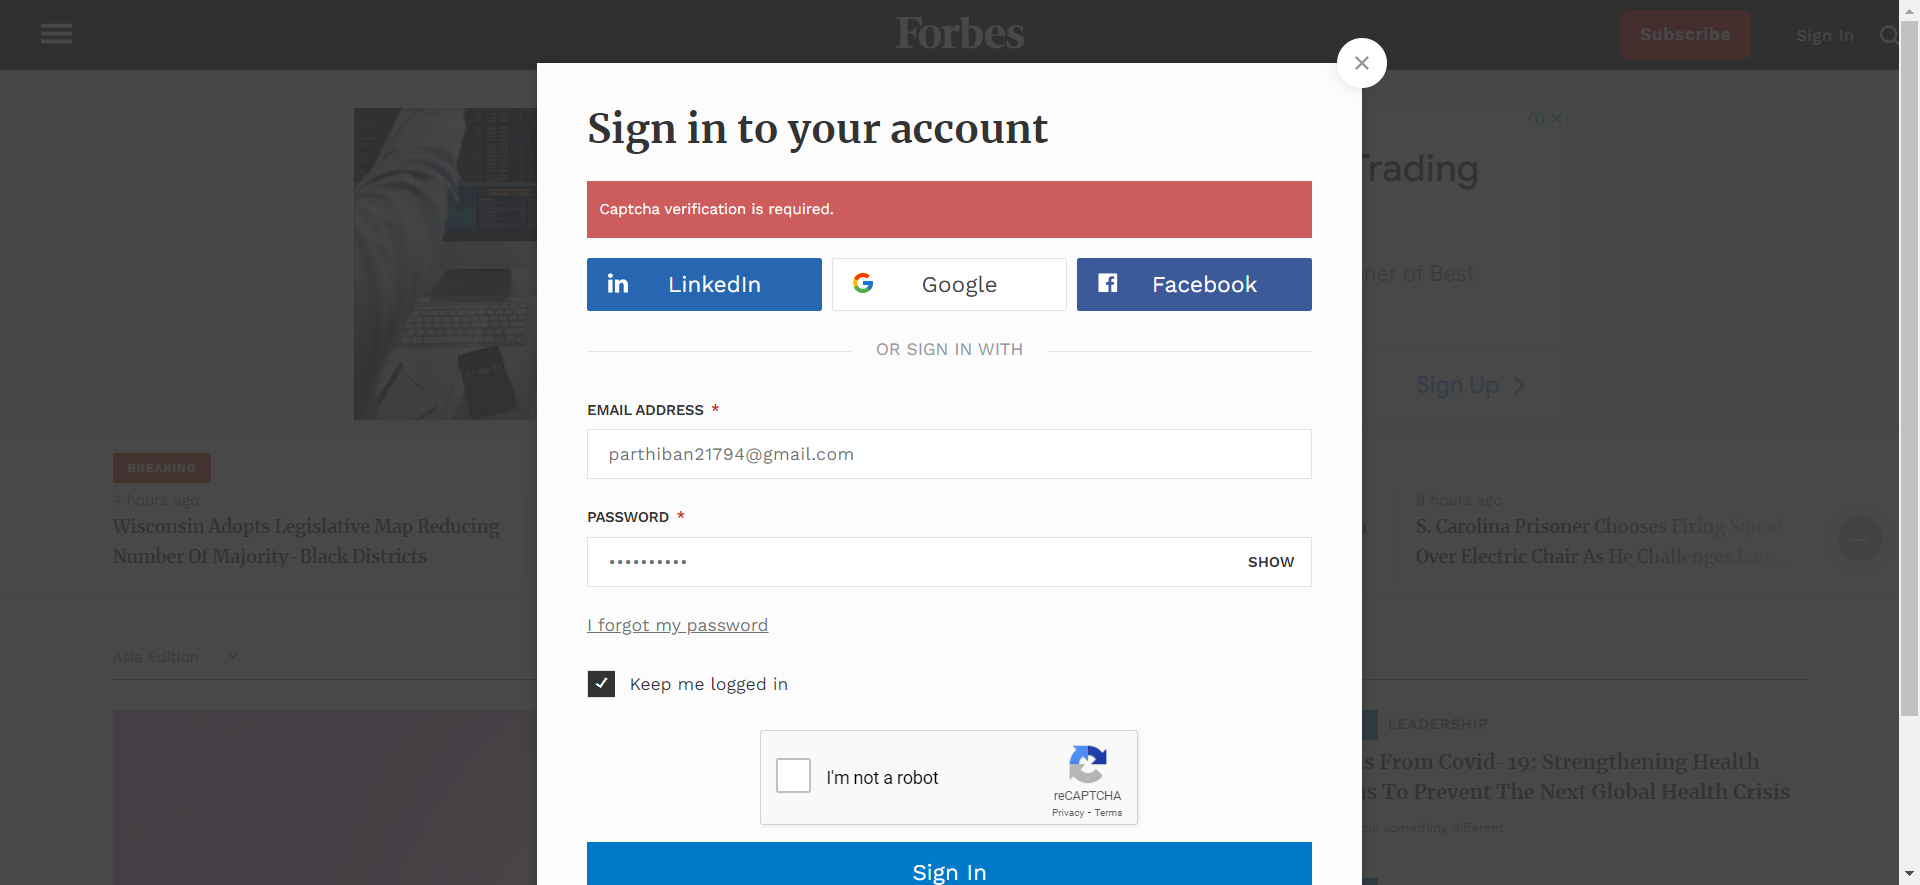 Forbes
Subscribe
Sign In
Sign in to your account
Captcha verification is required.
LinkedIn
Google
Facebook
OR SIGN IN WITH
EMAIL ADDRESS *
parthiban21794@gmail.com
PASSWORD *
••••••••••
SHOW
I forgot my password
Keep me logged in
I'm not a robot
reCAPTCHA
Privacy - Terms
Sign In
Trading
ner of Best
Sign Up
BREAKING
4 hours ago
Wisconsin Adopts Legislative Map Reducing
Number Of Majority-Black Districts
9 hours ago
S. Carolina Prisoner Chooses Firing Squad
Over Electric Chair As He Challenges Law...
Asia Edition
LEADERSHIP
s From Covid-19: Strengthening Health
s To Prevent The Next Global Health Crisis
me something different